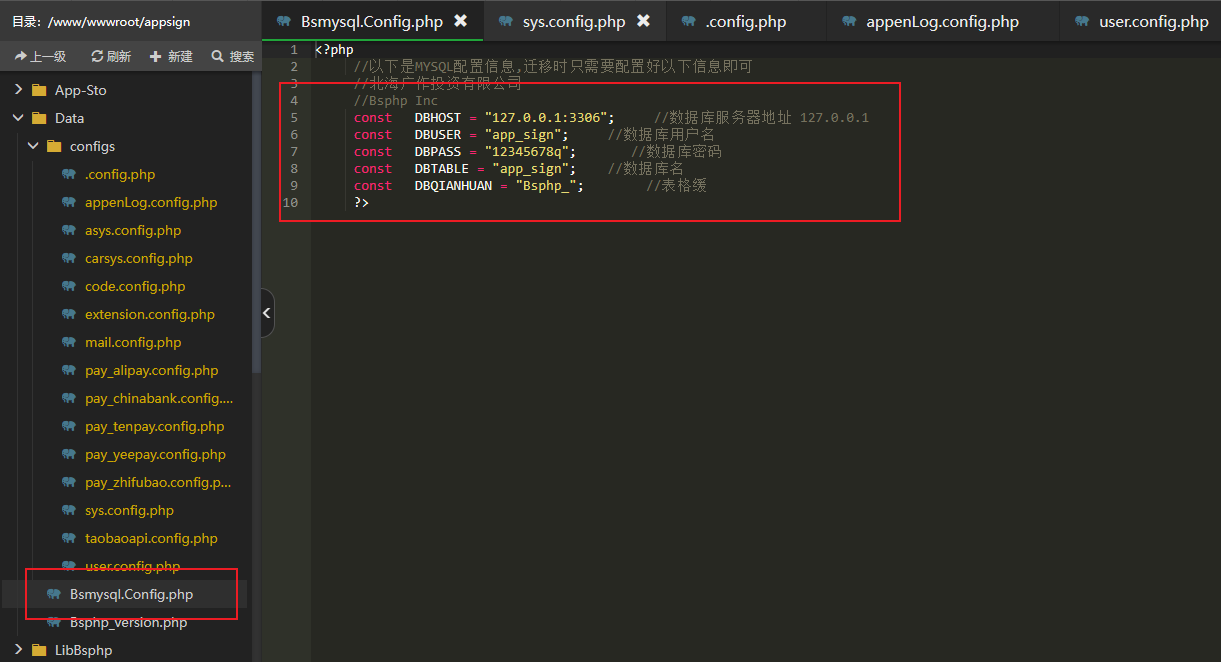 目录: /www/wwwroot/appsign
上一级 刷新 新建 搜索
App-Sto
Data
configs
.config.php
appenLog.config.php
asys.config.php
carsys.config.php
code.config.php
extension.config.php
mail.config.php
pay_alipay.config.php
pay_chinabank.config....
pay_tenpay.config.php
pay_yeepay.config.php
pay_zhifubao.config.p...
sys.config.php
taobaoapi.config.php
user.config.php
Bsmysql.Config.php
Bsphp_version.php
LibBsphp
Bsmysql.Config.php sys.config.php .config.php appenLog.config.php user.config.php
1 <?php
2 //以下是MYSQL配置信息,迁移时只需要配置好以下信息即可
3 //北海广作投资有限公司
4 //Bsphp Inc
5 const DBHOST = "127.0.0.1:3306"; //数据库服务器地址 127.0.0.1
6 const DBUSER = "app_sign"; //数据库用户名
7 const DBPASS = "12345678q"; //数据库密码
8 const DBTABLE = "app_sign"; //数据库名
9 const DBQIANHUAN = "Bsphp_"; //表格缓
10 ?>